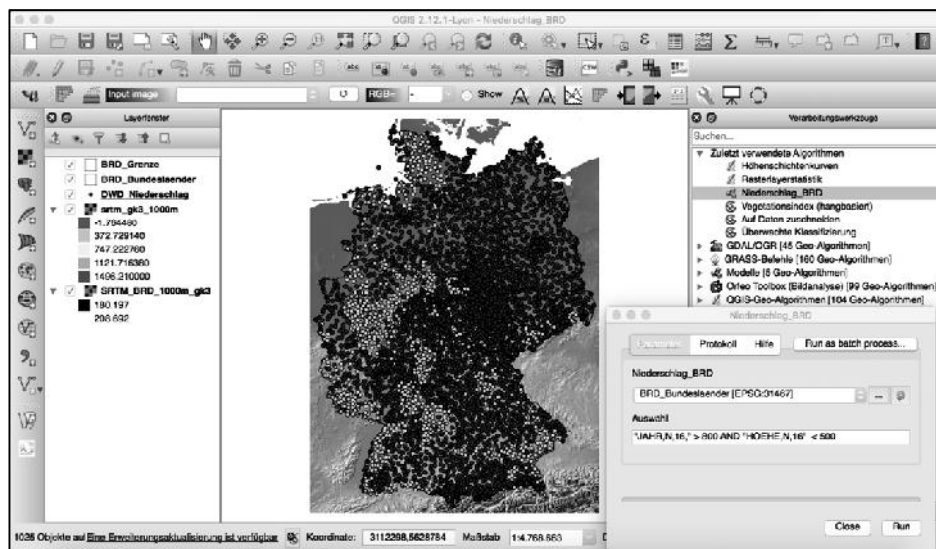 QGIS 2.12.1-Lyon - Niederschlag_BRD
Input image
RGB=
Show
Layerfenster
BRD_Grenze
BRD_Bundeslaender
DWD_Niederschlag
srtm_gk3_1000m
-1.764460
372.729140
747.222760
1121.716380
1496.210000
SRTM_BRD_1000m_gk3
180.197
206.692
Verarbeitungswerkzeuge
Suchen...
Zuletzt verwendete Algorithmen
Höhenschichtenkurven
Rasterlayerstatistik
Niederschlag_BRD
Vegetationsindex (hangbasiert)
Auf Daten zuschneiden
Überwachte Klassifizierung
GDAL/OGR [45 Geo-Algorithmen]
GRASS-Befehle [160 Geo-Algorithmen]
Modelle [5 Geo-Algorithmen]
Orfeo Toolbox (Bildanalyse) [99 Geo-Algorithmen]
QGIS-Geo-Algorithmen [104 Geo-Algorithmen]
Niederschlag_BRD
Parameter Protokoll Hilfe Run as batch process...
Niederschlag_BRD
BRD_Bundeslaender [EPSG:31467]
...
Auswahl
"JAHR,N,16," > 800 AND "HOEHE,N,16" < 500
Close Run
1025 Objekte auf Eine Erweiterungsaktualisierung ist verfügbar Koordinate: 3112298,5628784 Maßstab 1:4.768.663